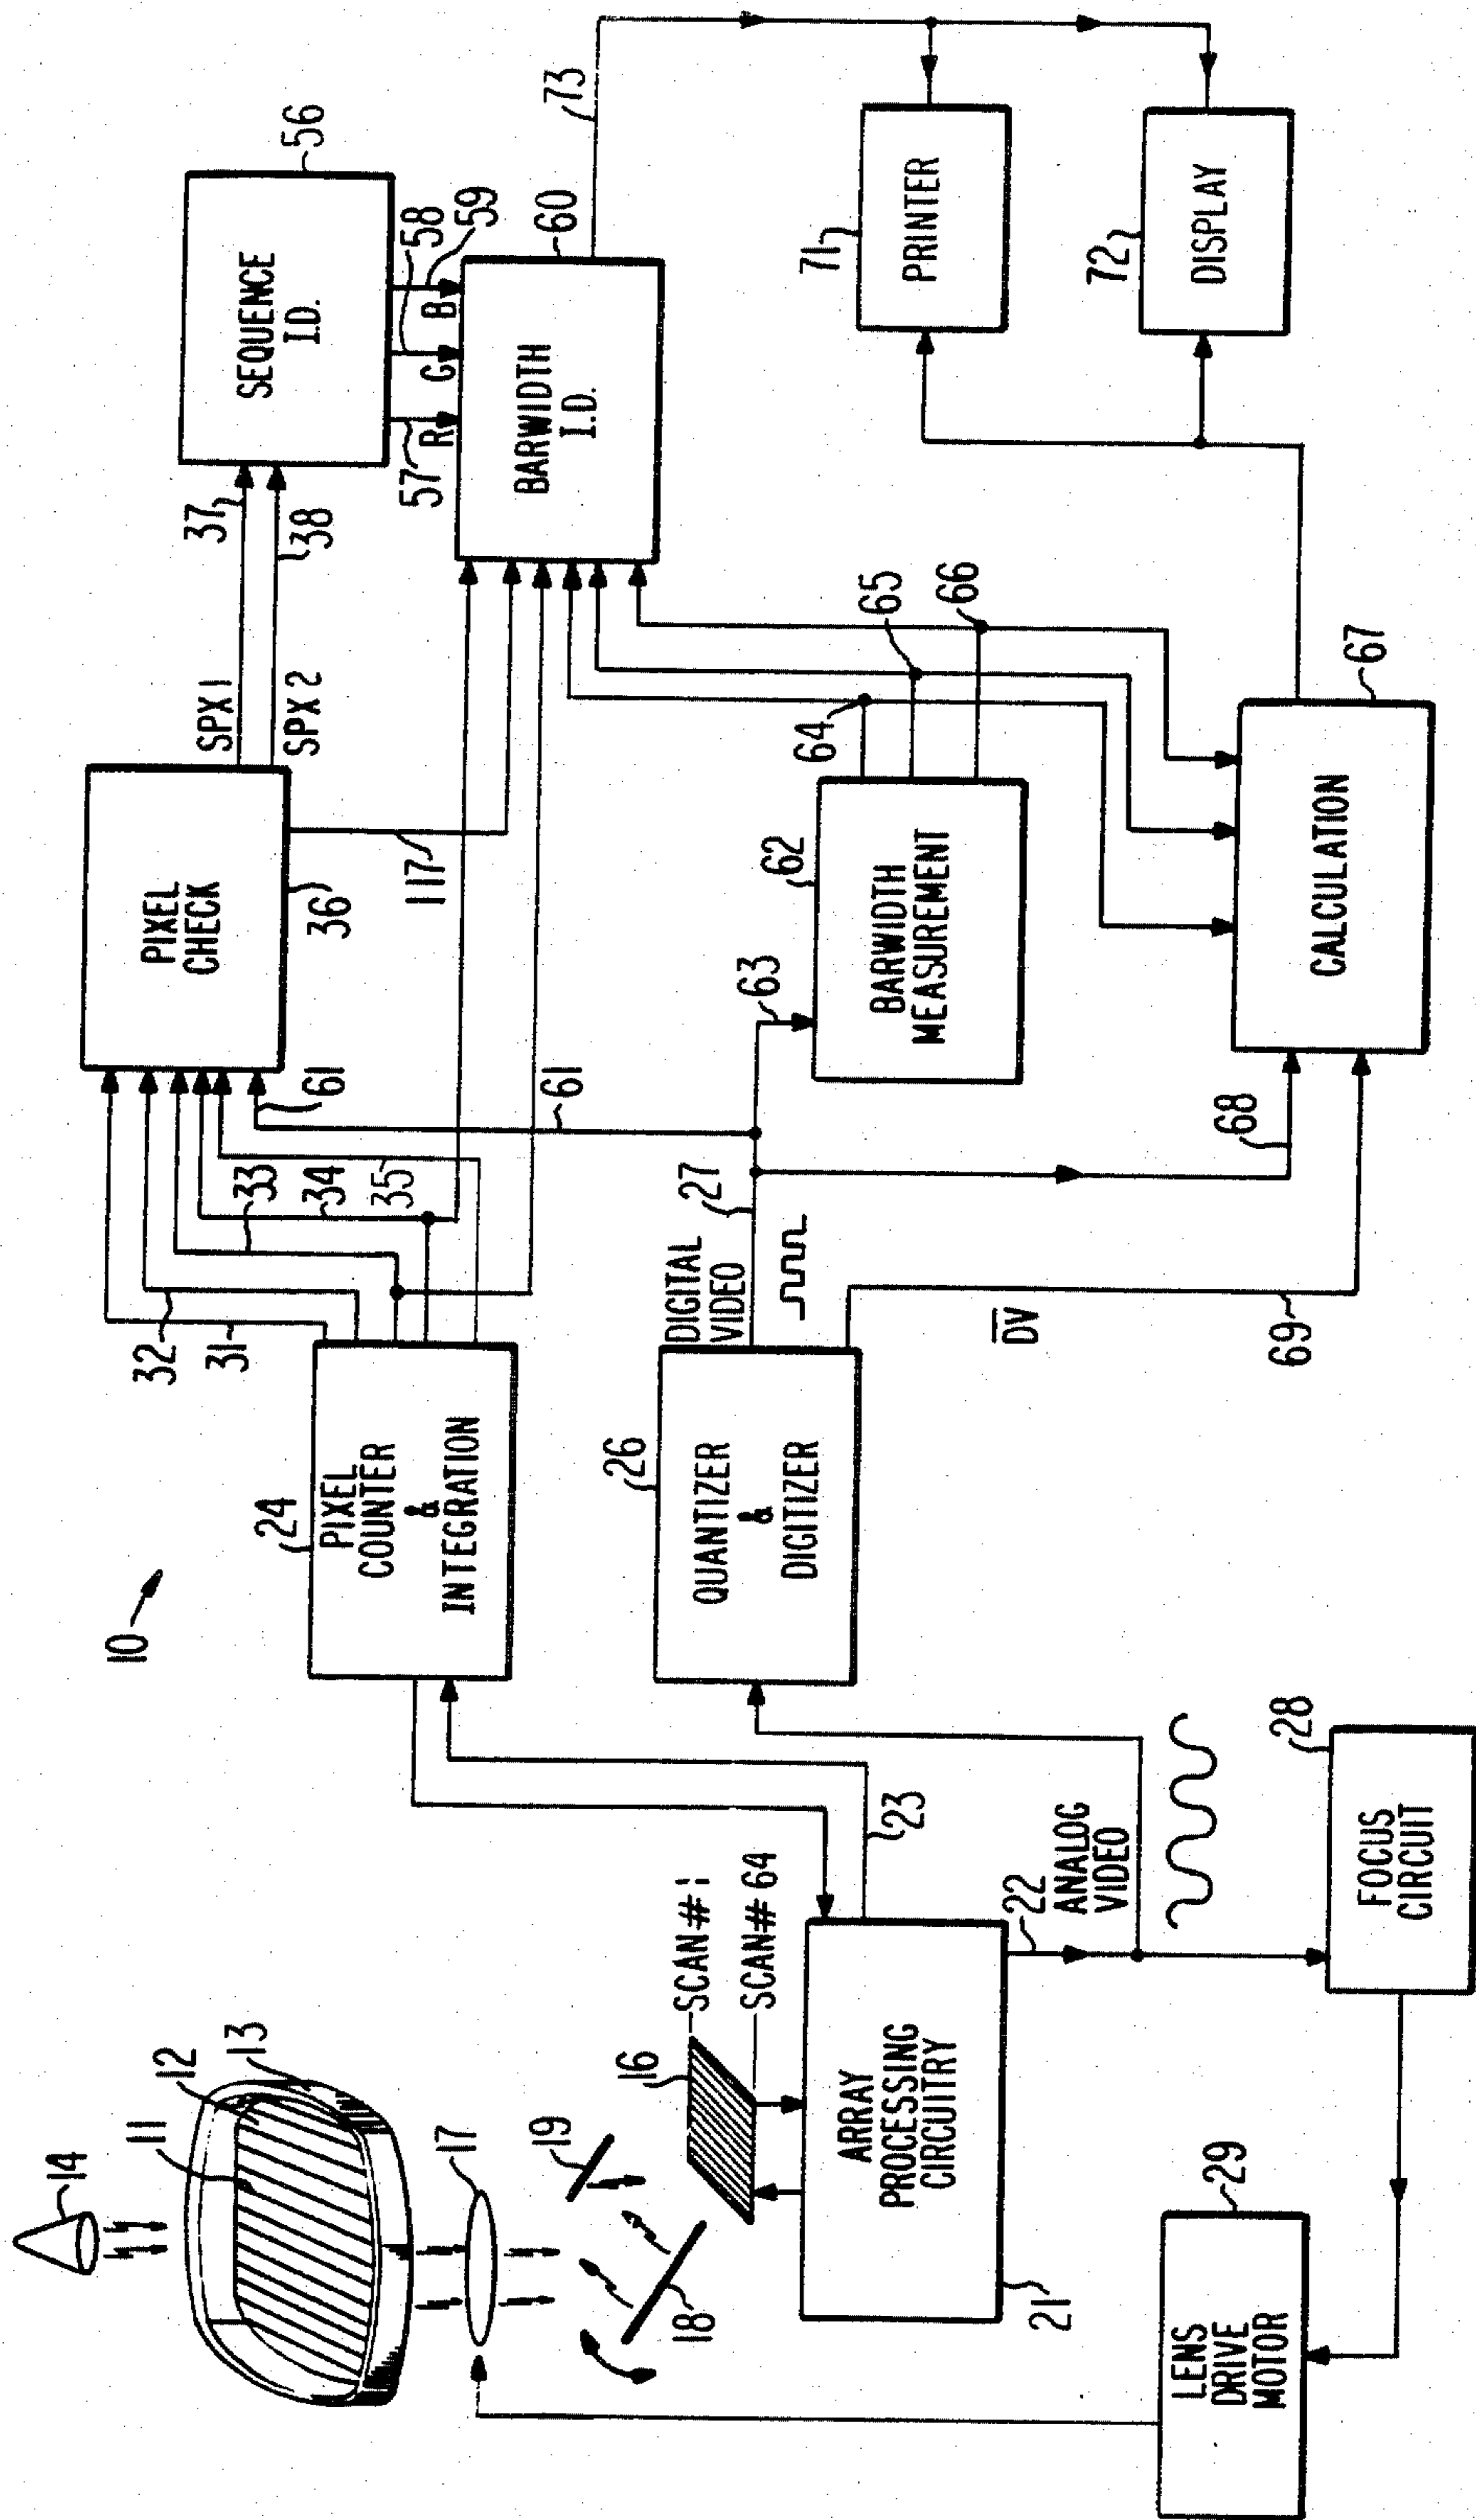 10
14
11
12
13
17
19
18
16
SCAN # 1
SCAN # 64
ARRAY
PROCESSING
CIRCUITRY
21
22
ANALOG
VIDEO
23
LENS
DRIVE
MOTOR
29
FOCUS
CIRCUIT
28
24
PIXEL
COUNTER
&
INTEGRATION
26
QUANTIZER
&
DIGITIZER
DIGITAL
VIDEO
27
DV
69
68
31
32
33
34
35
61
61
63
PIXEL
CHECK
36
117
SPX 1
SPX 2
37
38
SEQUENCE
I.D.
56
57
58
59
R
G
B
BARWIDTH
I.D.
60
73
62
BARWIDTH
MEASUREMENT
64
65
66
CALCULATION
67
71
PRINTER
72
DISPLAY